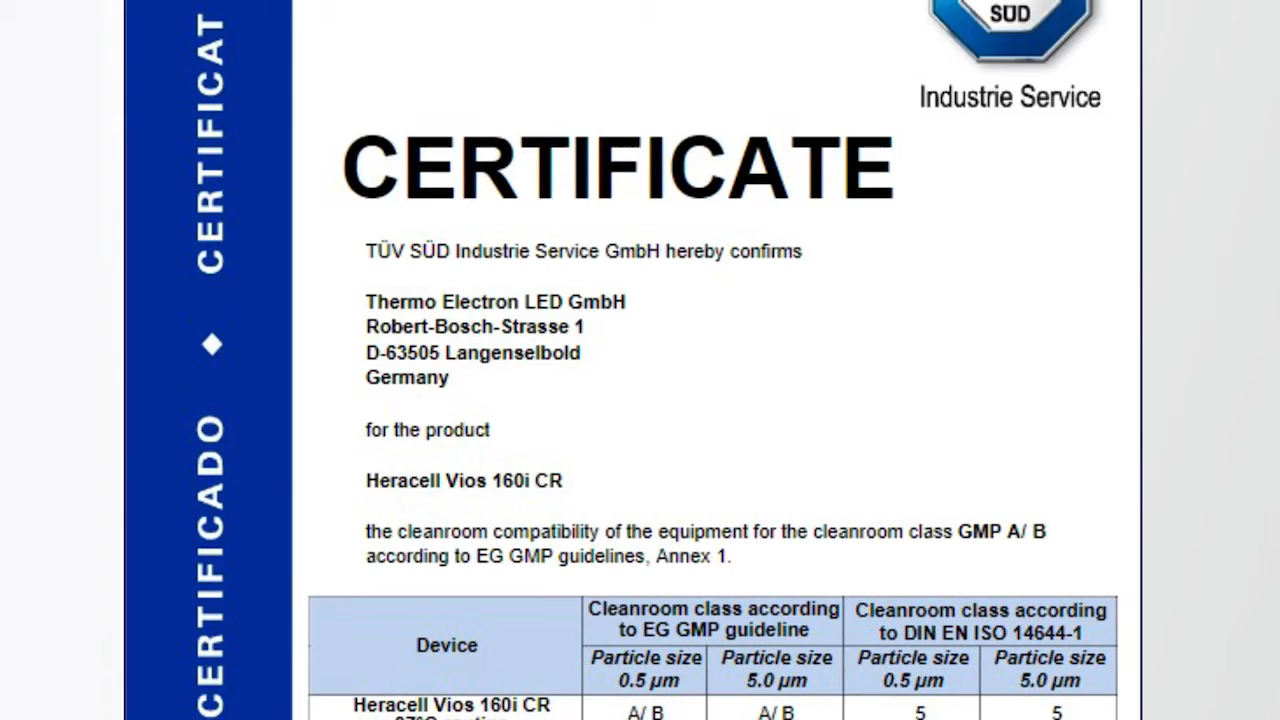 CERTIFICAT
CERTIFICADO
SÜD
Industrie Service
CERTIFICATE
TÜV SÜD Industrie Service GmbH hereby confirms
Thermo Electron LED GmbH
Robert-Bosch-Strasse 1
D-63505 Langenselbold
Germany
for the product
Heracell Vios 160i CR
the cleanroom compatibility of the equipment for the cleanroom class GMP A/ B
according to EG GMP guidelines, Annex 1.
Device
Cleanroom class according
to EG GMP guideline
Cleanroom class according
to DIN EN ISO 14644-1
Particle size
0.5 µm
Particle size
5.0 µm
Particle size
0.5 µm
Particle size
5.0 µm
Heracell Vios 160i CR
A/ B
A/ B
5
5